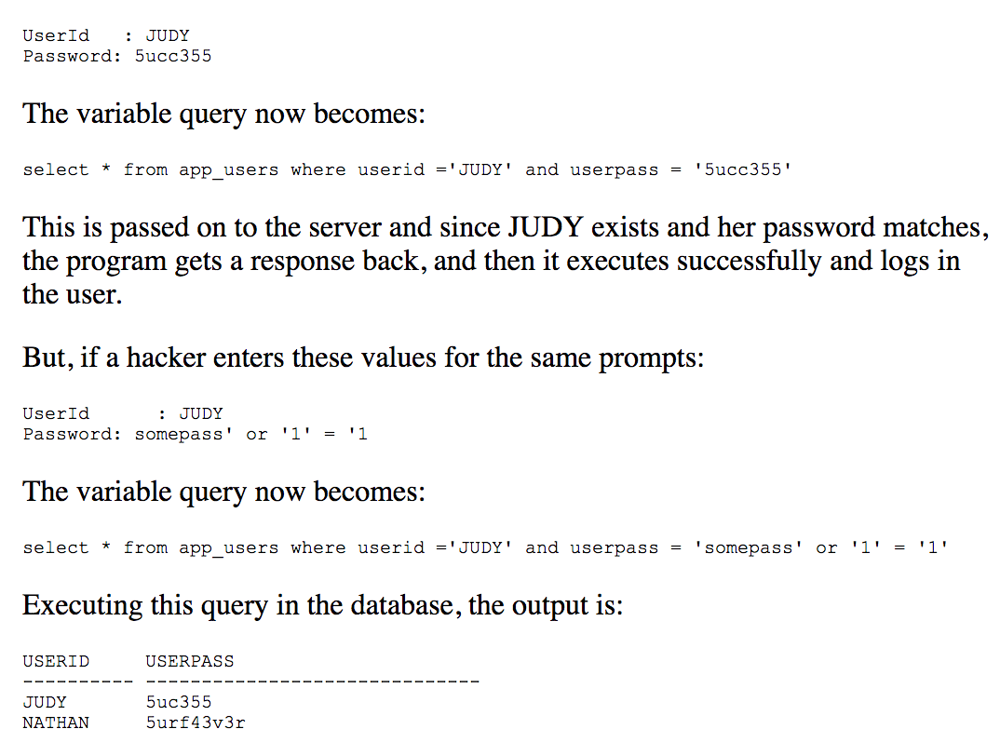 UserId   : JUDY
Password: 5ucc355
The variable query now becomes:
select * from app_users where userid ='JUDY' and userpass = '5ucc355'
This is passed on to the server and since JUDY exists and her password matches,
the program gets a response back, and then it executes successfully and logs in
the user.
But, if a hacker enters these values for the same prompts:
UserId      : JUDY
Password: somepass' or '1' = '1
The variable query now becomes:
select * from app_users where userid ='JUDY' and userpass = 'somepass' or '1' = '1'
Executing this query in the database, the output is:
USERID     USERPASS
---------- ------------------------------
JUDY       5uc355
NATHAN     5urf43v3r